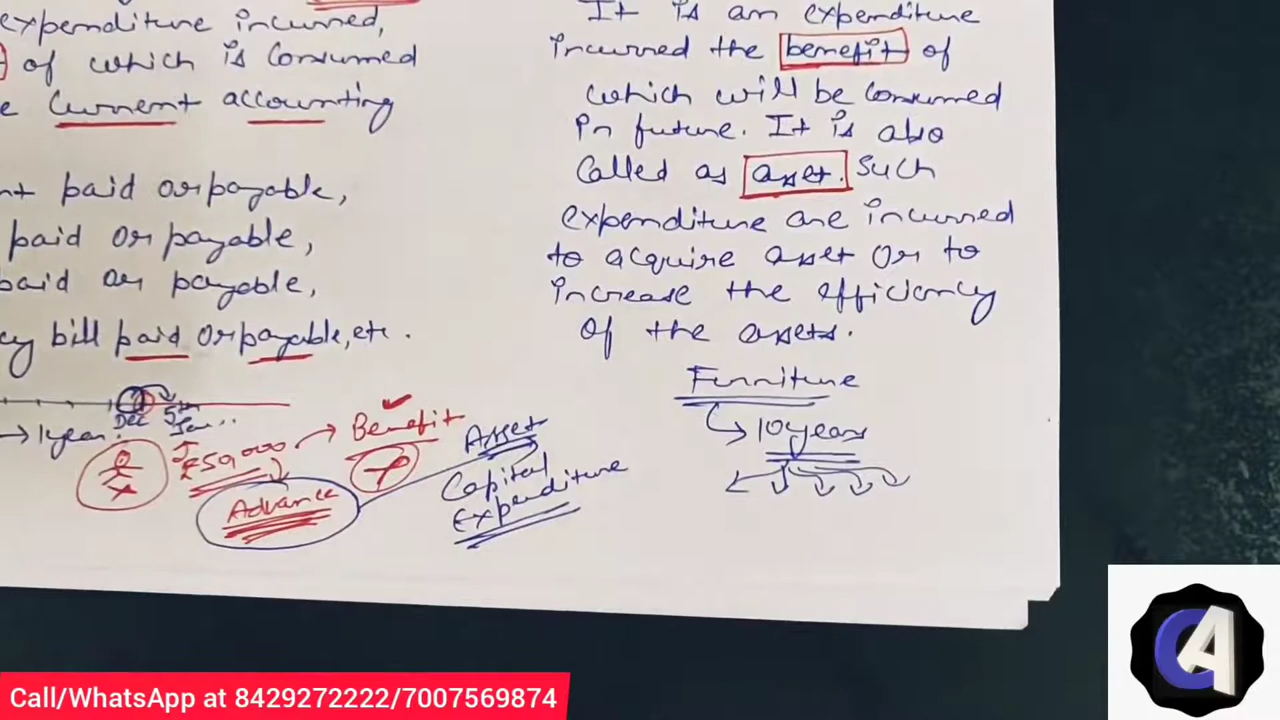 expenditure incurred,
of which is consumed
current accounting
paid or payable,
paid or payable,
paid or payable,
bill paid or payable, etc.
Dec
Jan..
→ 1 year.
₹50,000 → Benefit
Advance
Asset
Capital
Expenditure
It is an expenditure
incurred the benefit of
which will be consumed
in future. It is also
called as asset. Such
expenditure are incurred
to acquire asset or to
increase the efficiency
of the assets.
Furniture
10 years
CA
Call/WhatsApp at 8429272222/7007569874